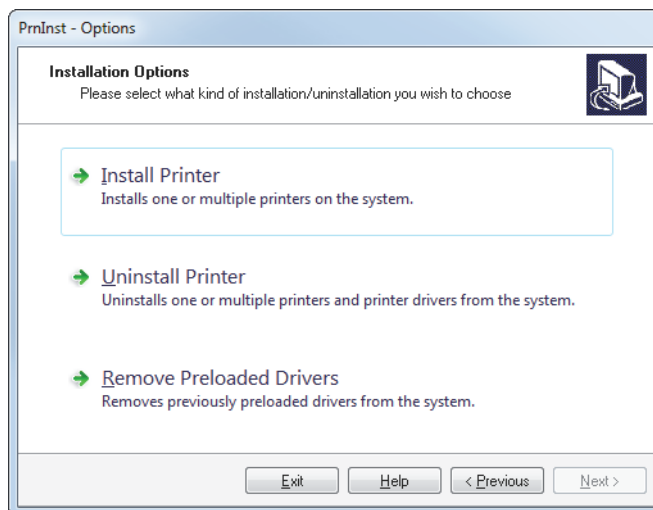 PrnInst - Options
Installation Options
Please select what kind of installation/uninstallation you wish to choose
Install Printer
Installs one or multiple printers on the system.
Uninstall Printer
Uninstalls one or multiple printers and printer drivers from the system.
Remove Preloaded Drivers
Removes previously preloaded drivers from the system.
Exit Help < Previous Next >